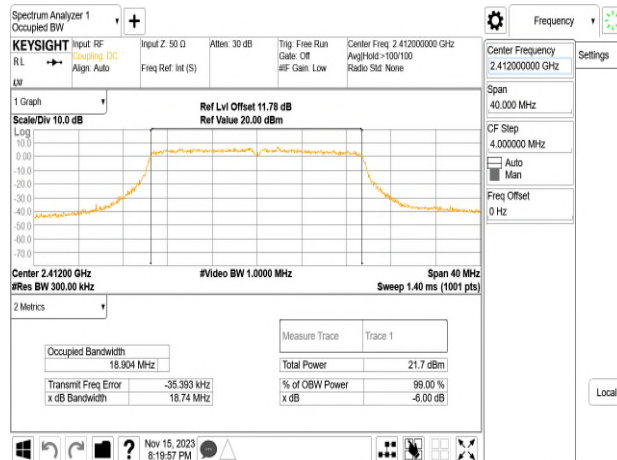 Spectrum Analyzer 1
Occupied BW
Frequency
KEYSIGHT
RL
Input: RF
Coupling: DC
Align: Auto
Input Z: 50 Ω
Freq Ref: Int (S)
Atten: 30 dB
Trig: Free Run
Gate: Off
#IF Gain: Low
Center Freq: 2.412000000 GHz
Avg|Hold:>100/100
Radio Std: None
Center Frequency
2.412000000 GHz
Settings
Span
40.000 MHz
CF Step
4.000000 MHz
Auto
Man
Freq Offset
0 Hz
Local
1 Graph
Scale/Div 10.0 dB
Ref Lvl Offset 11.78 dB
Ref Value 20.00 dBm
Log
10.0
0.00
-10.0
-20.0
-30.0
-40.0
-50.0
-60.0
-70.0
Center 2.41200 GHz
#Res BW 300.00 kHz
#Video BW 1.0000 MHz
Span 40 MHz
Sweep 1.40 ms (1001 pts)
2 Metrics
Measure Trace Trace 1
Occupied Bandwidth
18.904 MHz
Total Power 21.7 dBm
Transmit Freq Error -35.393 kHz
% of OBW Power 99.00 %
x dB Bandwidth 18.74 MHz
x dB -6.00 dB
Nov 15, 2023
8:19:57 PM